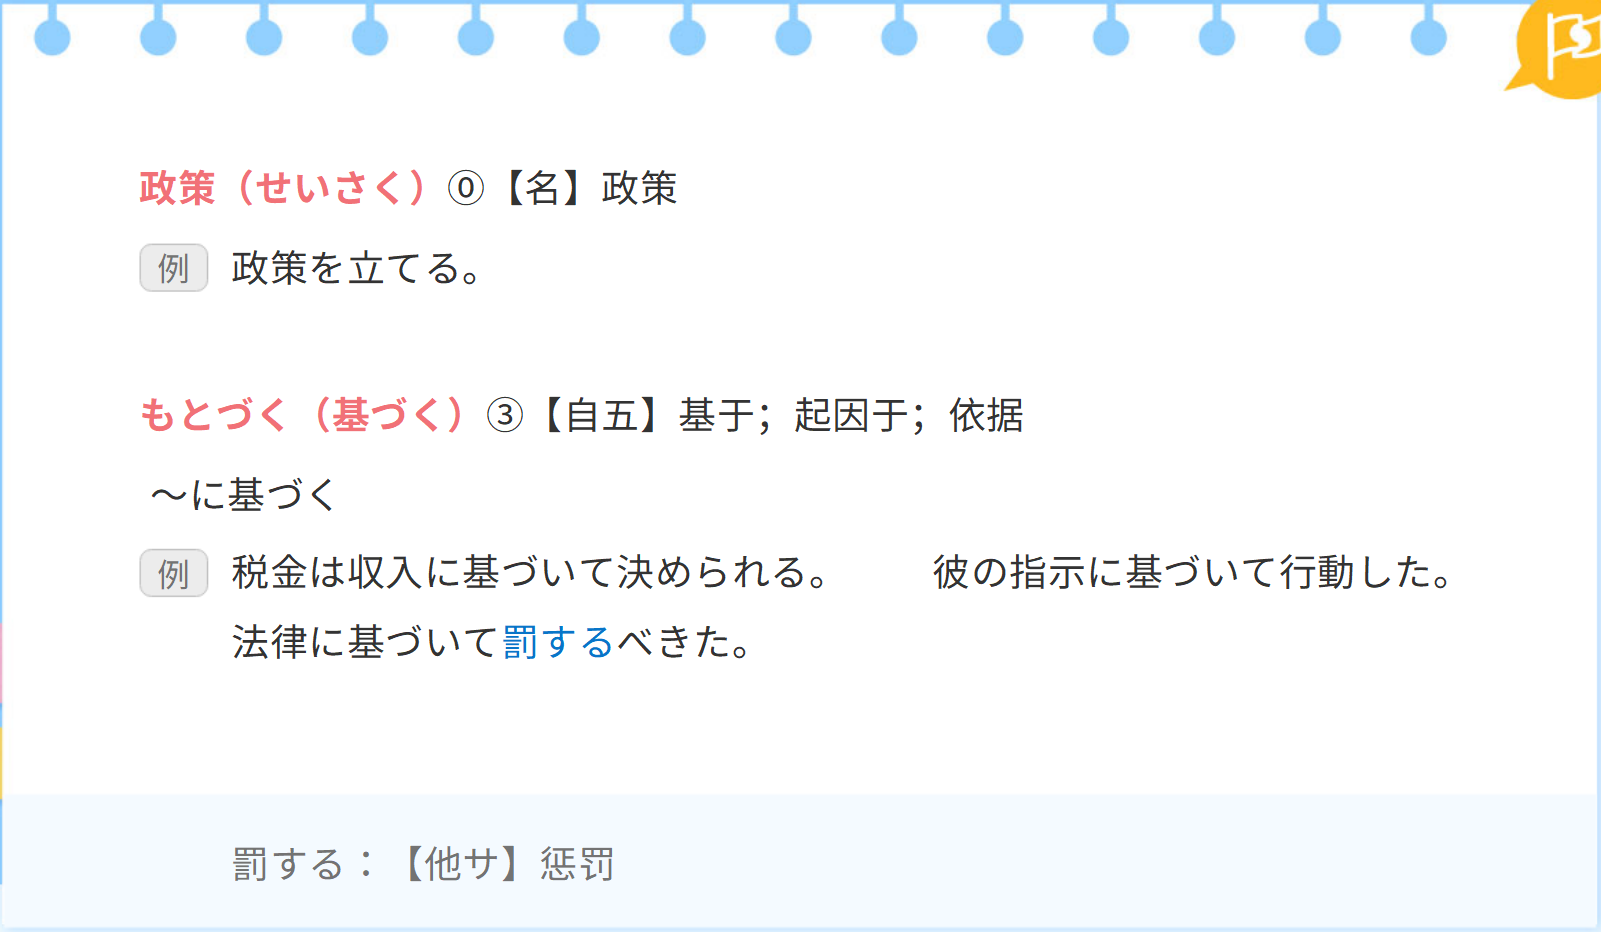 政策（せいさく）⓪【名】政策
例 政策を立てる。
もとづく（基づく）③【自五】基于；起因于；依据
～に基づく
例 税金は収入に基づいて決められる。 彼の指示に基づいて行動した。
法律に基づいて罰するべきた。
罰する：【他サ】惩罚